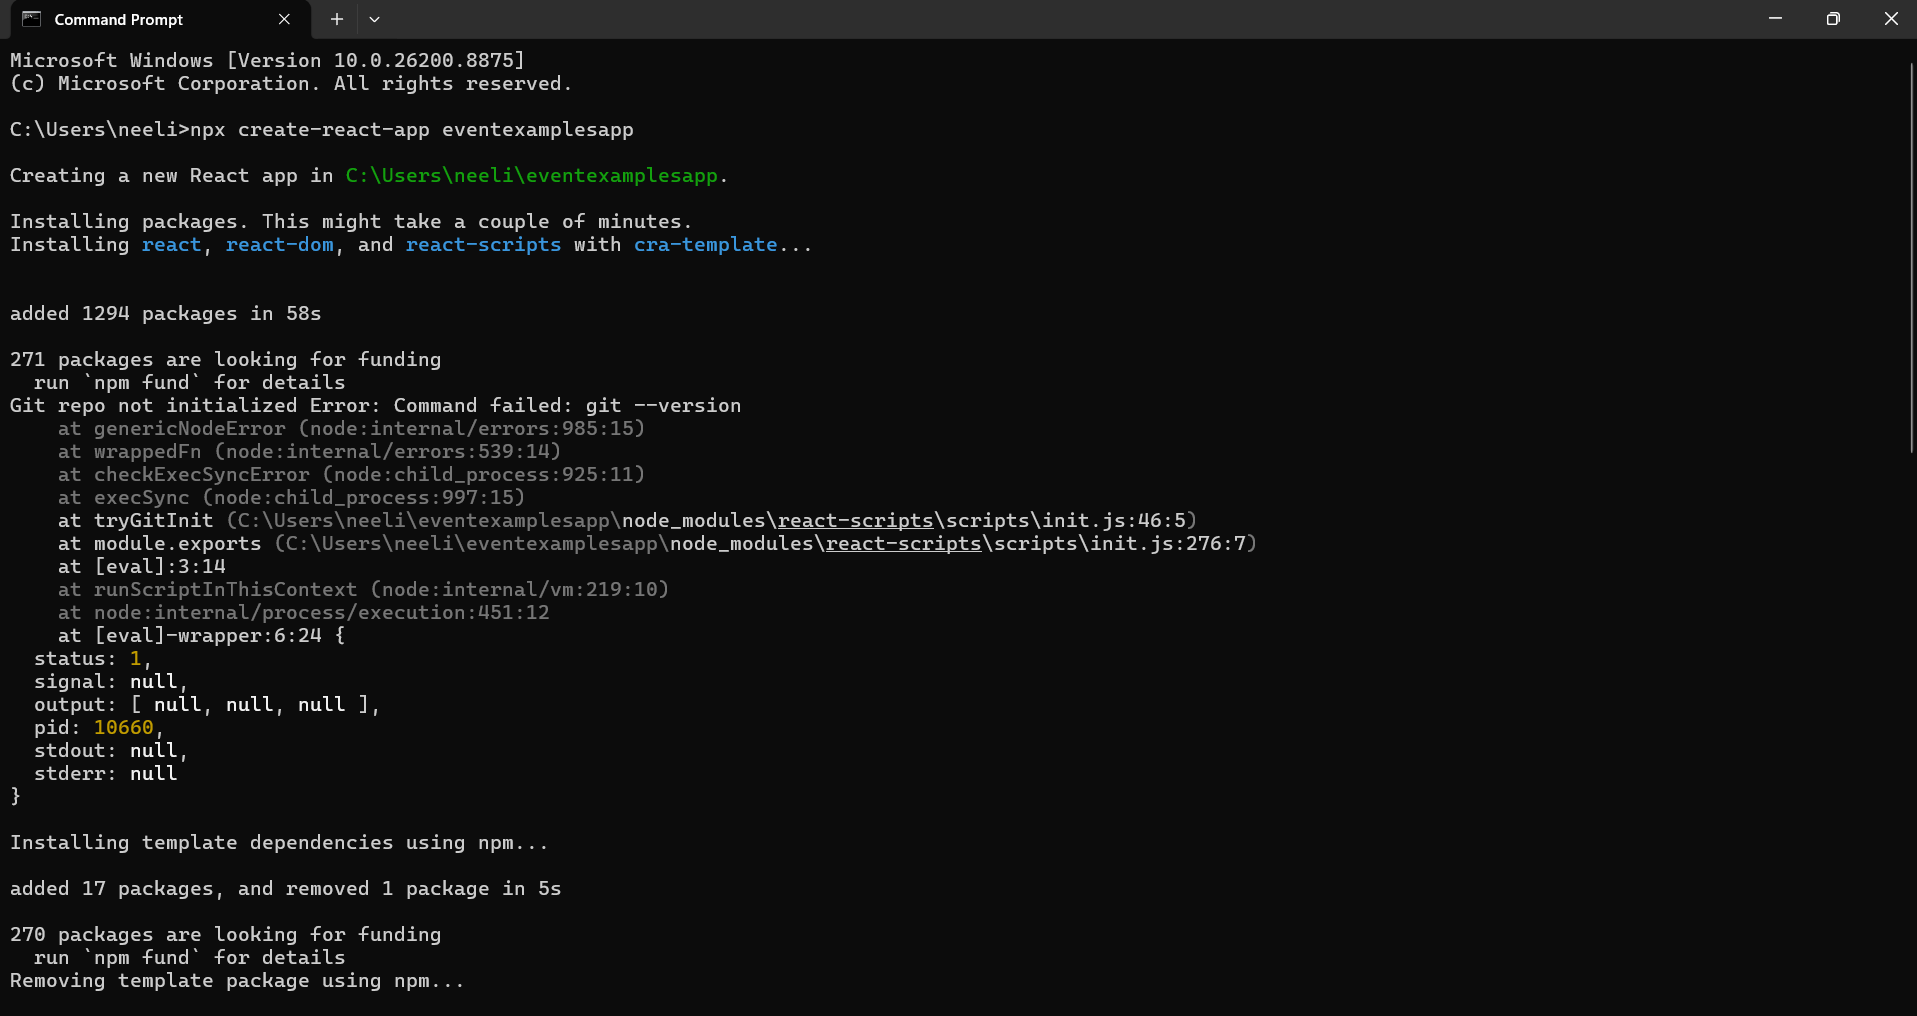 Command Prompt
Microsoft Windows [Version 10.0.26200.8875]
(c) Microsoft Corporation. All rights reserved.
C:\Users\neeli>npx create-react-app eventexamplesapp
Creating a new React app in C:\Users\neeli\eventexamplesapp.
Installing packages. This might take a couple of minutes.
Installing react, react-dom, and react-scripts with cra-template...
added 1294 packages in 58s
271 packages are looking for funding
  run `npm fund` for details
Git repo not initialized Error: Command failed: git --version
    at genericNodeError (node:internal/errors:985:15)
    at wrappedFn (node:internal/errors:539:14)
    at checkExecSyncError (node:child_process:925:11)
    at execSync (node:child_process:997:15)
    at tryGitInit (C:\Users\neeli\eventexamplesapp\node_modules\react-scripts\scripts\init.js:46:5)
    at module.exports (C:\Users\neeli\eventexamplesapp\node_modules\react-scripts\scripts\init.js:276:7)
    at [eval]:3:14
    at runScriptInThisContext (node:internal/vm:219:10)
    at node:internal/process/execution:451:12
    at [eval]-wrapper:6:24 {
  status: 1,
  signal: null,
  output: [ null, null, null ],
  pid: 10660,
  stdout: null,
  stderr: null
}
Installing template dependencies using npm...
added 17 packages, and removed 1 package in 5s
270 packages are looking for funding
  run `npm fund` for details
Removing template package using npm...